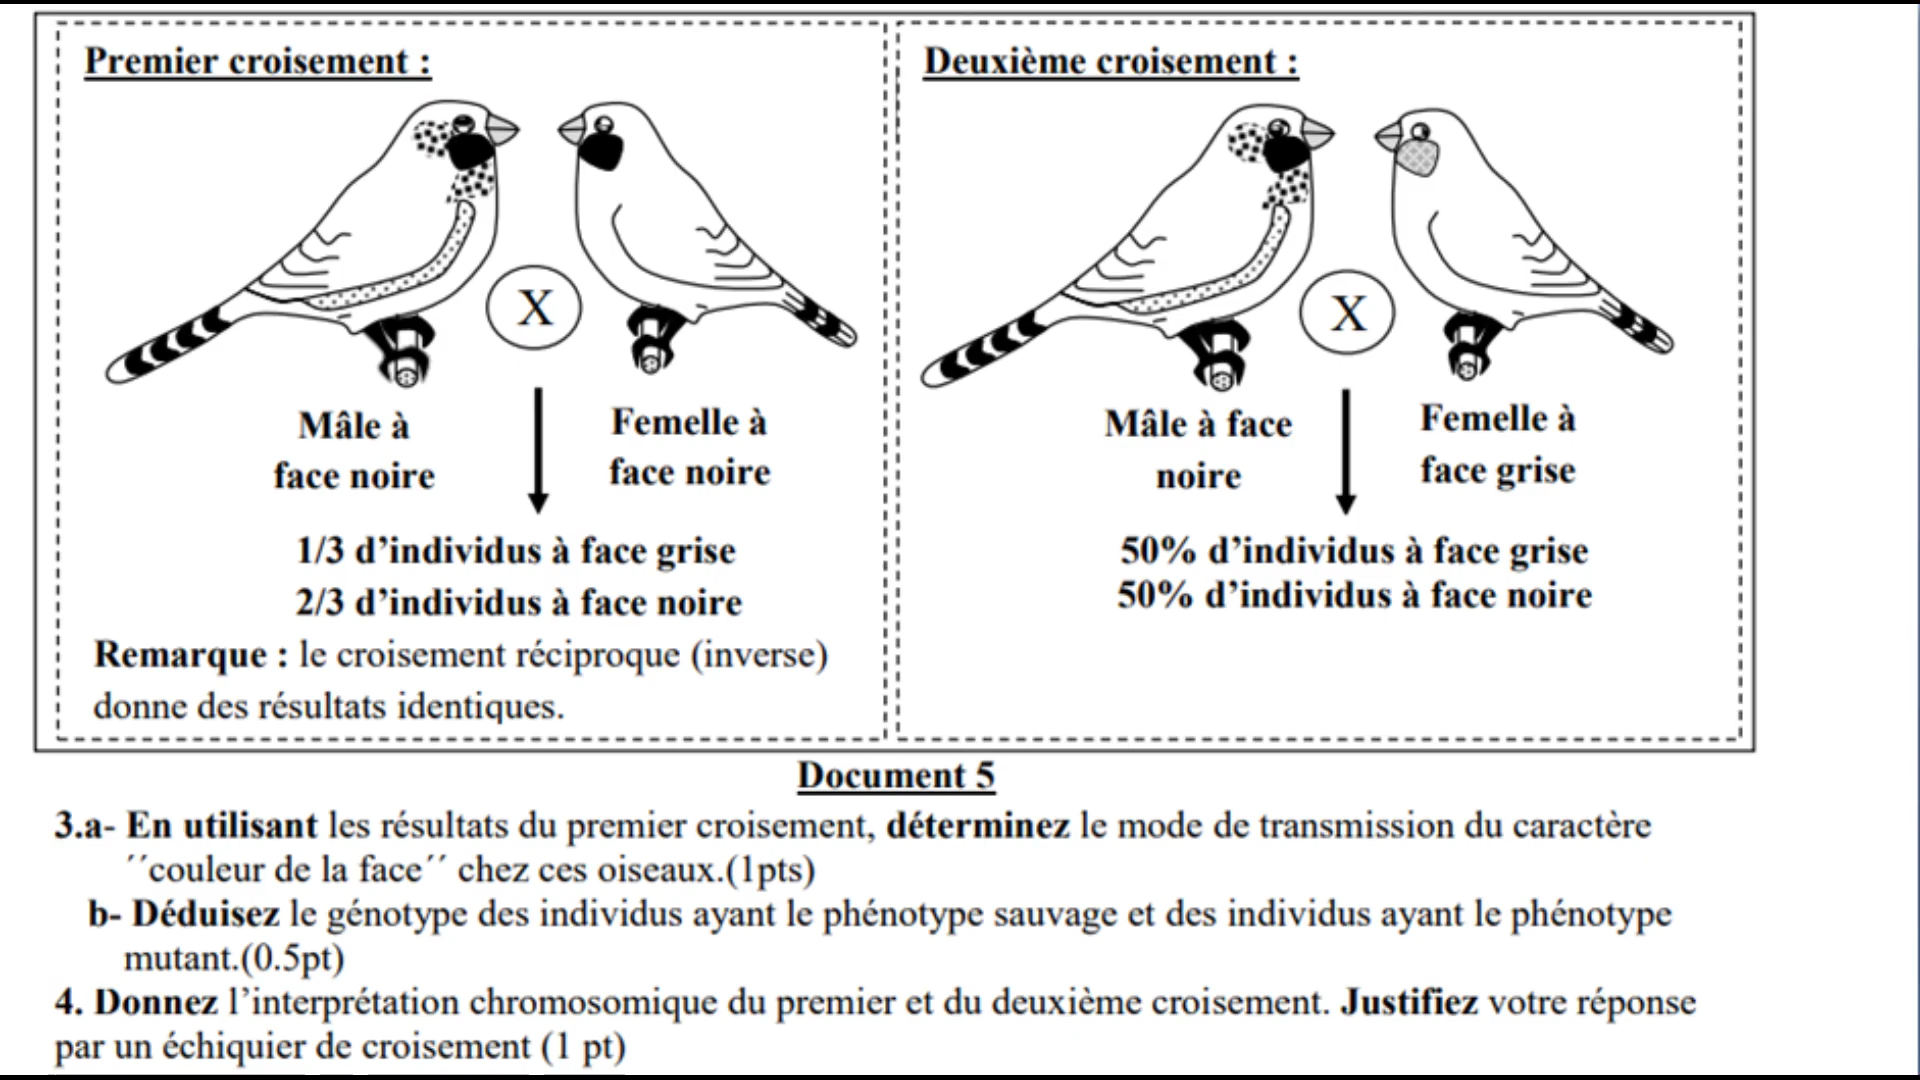 Premier croisement :
X
Mâle à
face noire
Femelle à
face noire
1/3 d’individus à face grise
2/3 d’individus à face noire
Remarque : le croisement réciproque (inverse)
donne des résultats identiques.
Deuxième croisement :
X
Mâle à face
noire
Femelle à
face grise
50% d’individus à face grise
50% d’individus à face noire
Document 5
3.a- En utilisant les résultats du premier croisement, déterminez le mode de transmission du caractère
´´couleur de la face´´ chez ces oiseaux.(1pts)
b- Déduisez le génotype des individus ayant le phénotype sauvage et des individus ayant le phénotype
mutant.(0.5pt)
4. Donnez l’interprétation chromosomique du premier et du deuxième croisement. Justifiez votre réponse
par un échiquier de croisement (1 pt)